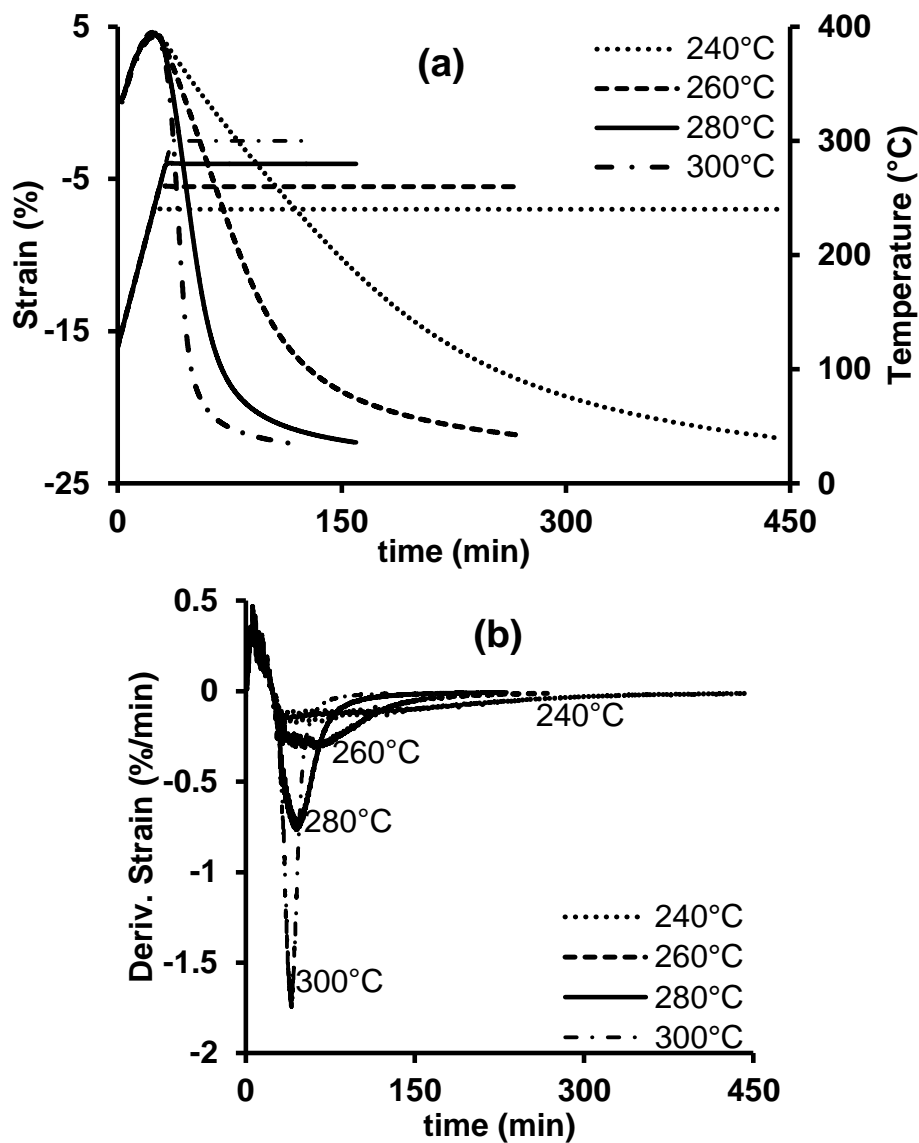 5
-5
-15
-25
Strain (%)
(a)
240°C
260°C
280°C
300°C
400
300
200
100
0
Temperature (°C)
0 150 300 450
time (min)
0.5
0
-0.5
-1
-1.5
-2
Deriv. Strain (%/min)
(b)
240°C
260°C
280°C
300°C
240°C
260°C
280°C
300°C
0 150 300 450
time (min)